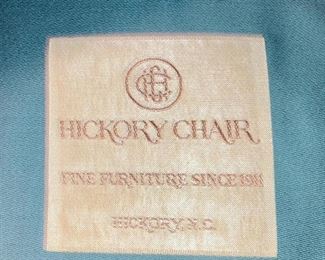 HICKORY CHAIR
FINE FURNITURE SINCE 1911
HICKORY, N.C.